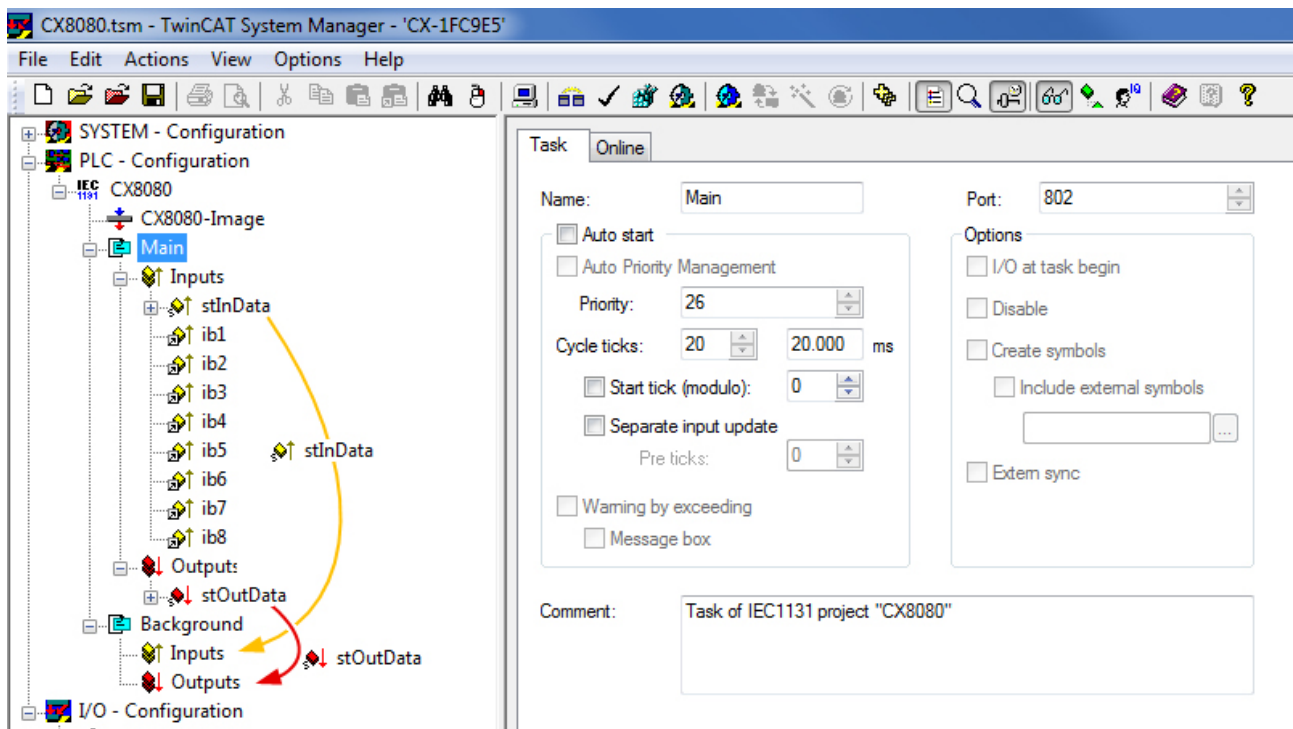 CX8080.tsm - TwinCAT System Manager - 'CX-1FC9E5'
File Edit Actions View Options Help
SYSTEM - Configuration
PLC - Configuration
IEC 1131 CX8080
CX8080-Image
Main
Inputs
stInData
ib1
ib2
ib3
ib4
ib5 stInData
ib6
ib7
ib8
Outputs
stOutData
Background
Inputs
stOutData
Outputs
I/O - Configuration
Task Online
Name: Main
Port: 802
Auto start
Auto Priority Management
Priority: 26
Cycle ticks: 20 20.000 ms
Start tick (modulo): 0
Separate input update
Pre ticks: 0
Warning by exceeding
Message box
Options
I/O at task begin
Disable
Create symbols
Include external symbols
...
Extern sync
Comment: Task of IEC1131 project "CX8080"